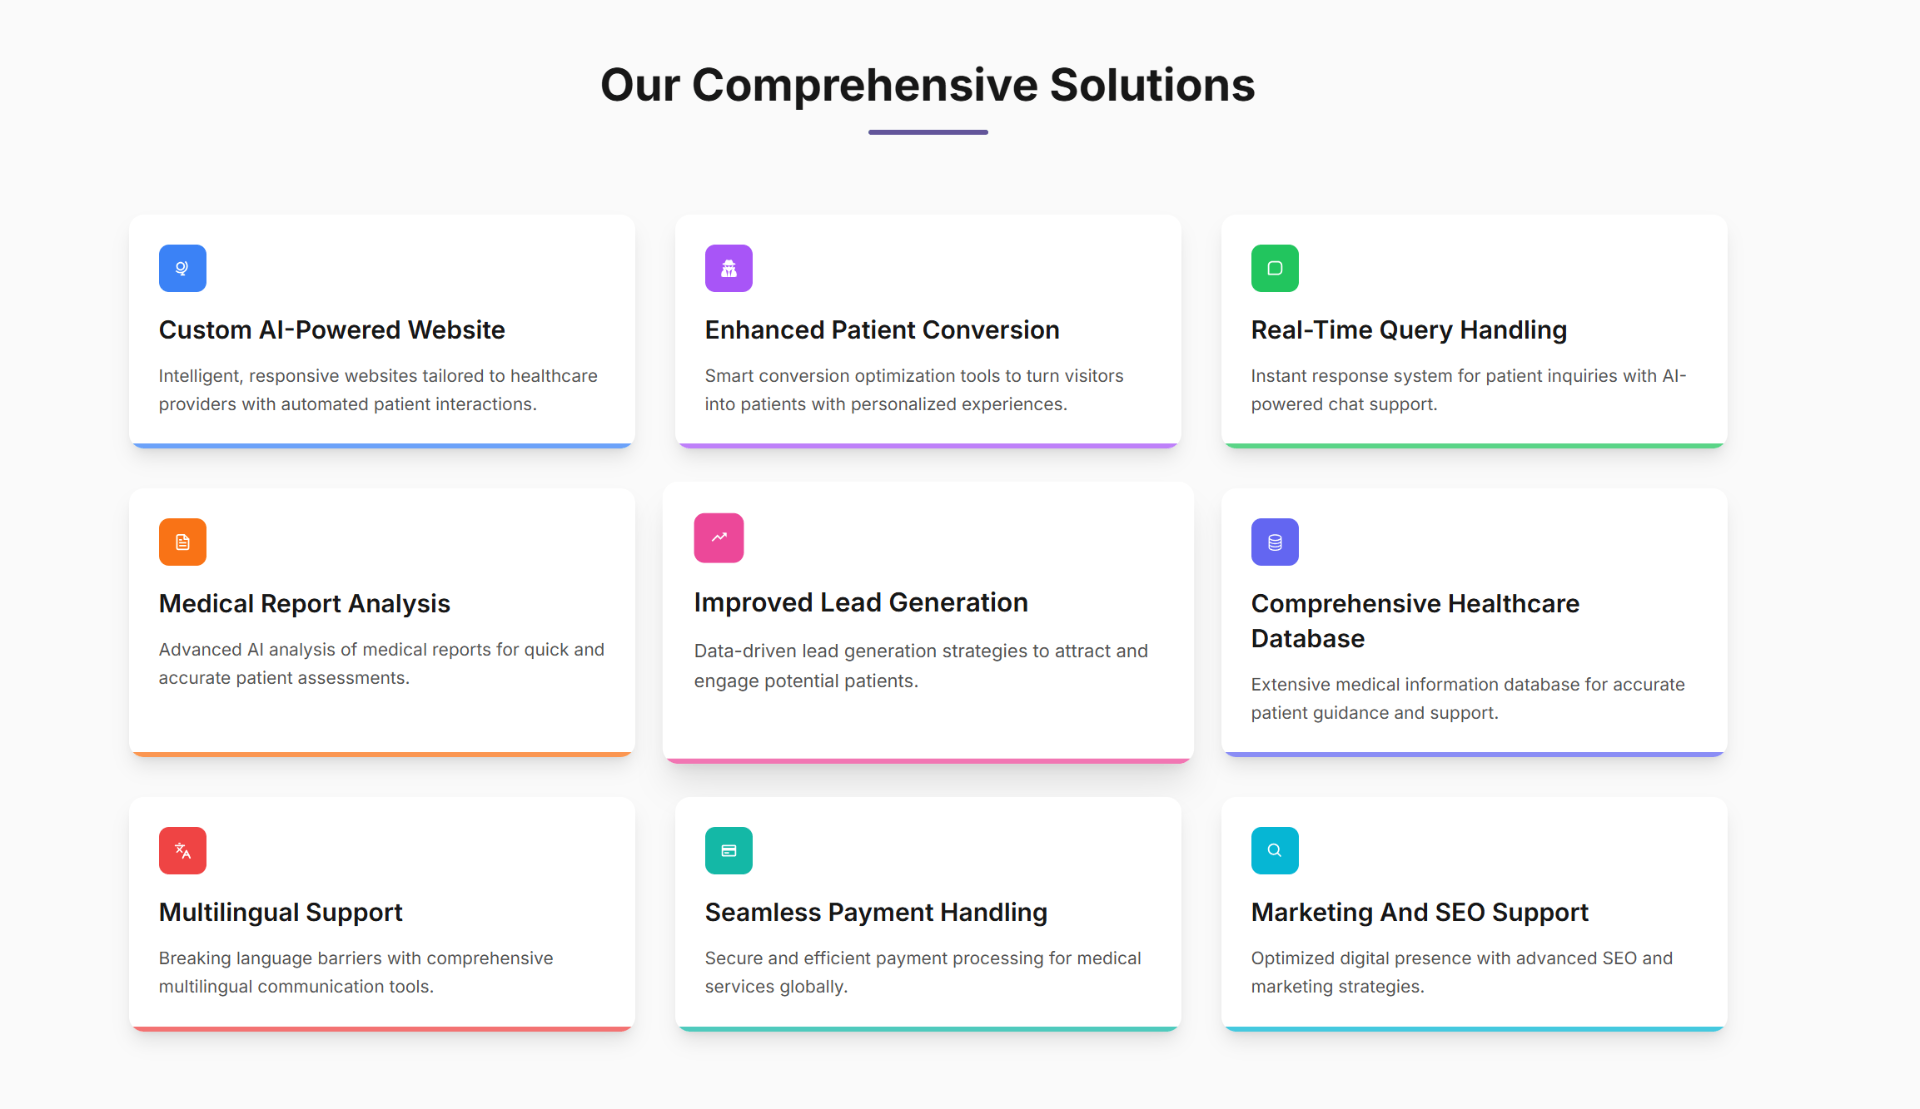 Our Comprehensive Solutions
Custom AI-Powered Website
Intelligent, responsive websites tailored to healthcare
providers with automated patient interactions.
Enhanced Patient Conversion
Smart conversion optimization tools to turn visitors
into patients with personalized experiences.
Real-Time Query Handling
Instant response system for patient inquiries with AI-
powered chat support.
Medical Report Analysis
Advanced AI analysis of medical reports for quick and
accurate patient assessments.
Improved Lead Generation
Data-driven lead generation strategies to attract and
engage potential patients.
Comprehensive Healthcare
Database
Extensive medical information database for accurate
patient guidance and support.
Multilingual Support
Breaking language barriers with comprehensive
multilingual communication tools.
Seamless Payment Handling
Secure and efficient payment processing for medical
services globally.
Marketing And SEO Support
Optimized digital presence with advanced SEO and
marketing strategies.